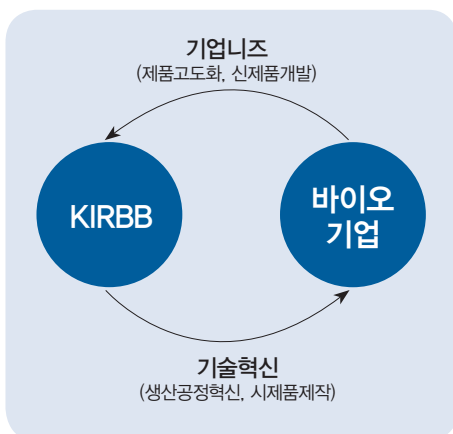 기업니즈
(제품고도화, 신제품개발)
KIRBB
바이오
기업
기술혁신
(생산공정혁신, 시제품제작)